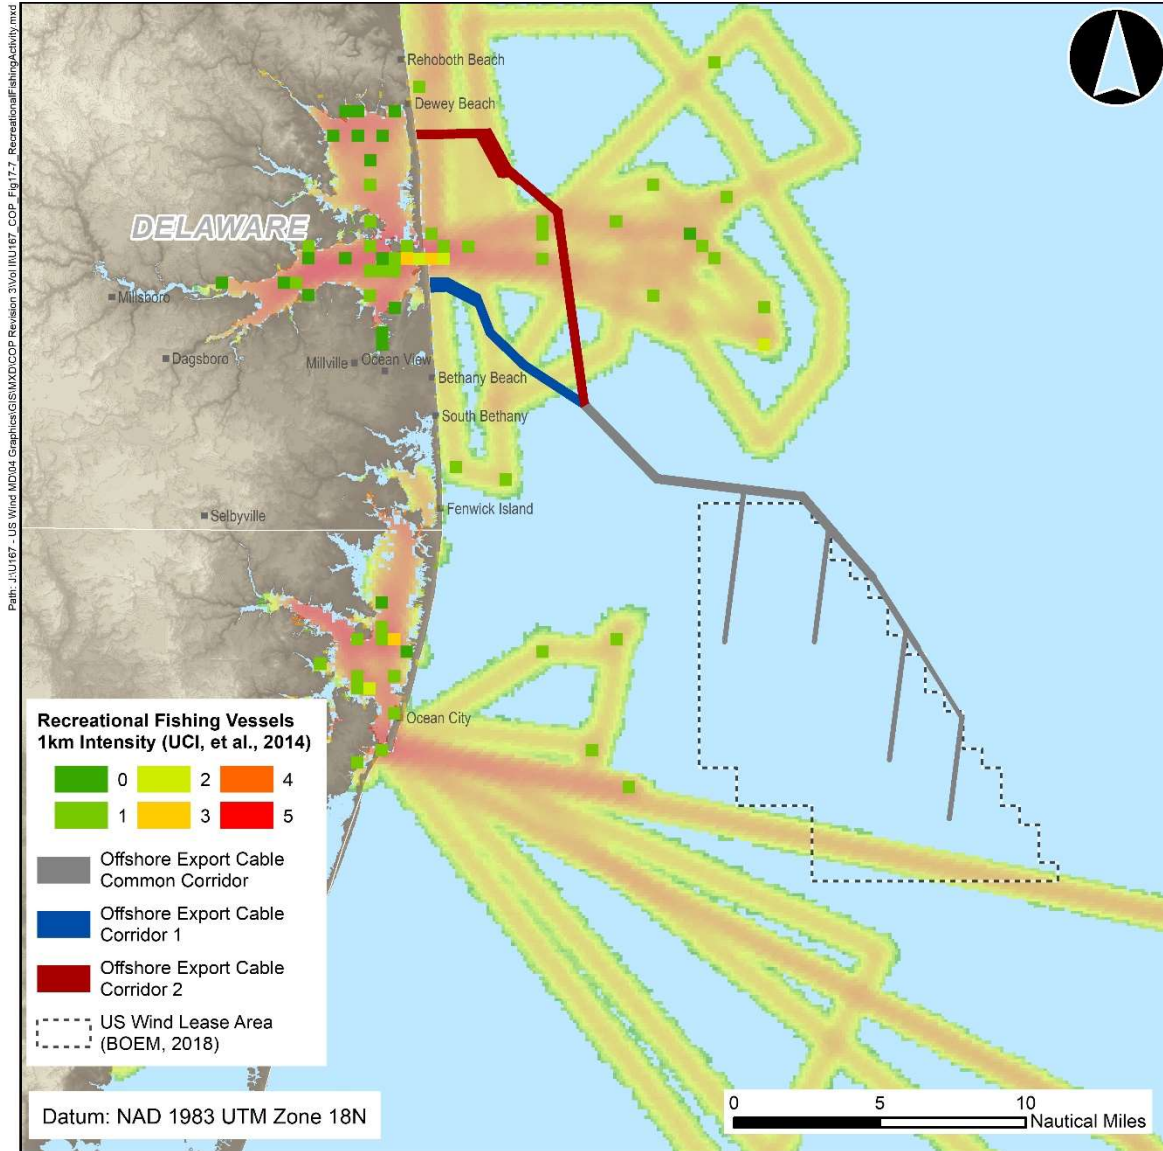 Path: J:\U167 - US Wind MD\04 Graphics\GIS\MXD\COP Revision 3\Vol II\U167_COP_Fig17-7_RecreationalFishingActivity.mxd
Rehoboth Beach
Dewey Beach
DELAWARE
Millsboro
Dagsboro
Millville
Ocean View
Bethany Beach
South Bethany
Selbyville
Fenwick Island
Ocean City
Recreational Fishing Vessels
1km Intensity (UCI, et al., 2014)
0 2 4
1 3 5
Offshore Export Cable
Common Corridor
Offshore Export Cable
Corridor 1
Offshore Export Cable
Corridor 2
US Wind Lease Area
(BOEM, 2018)
Datum: NAD 1983 UTM Zone 18N
0 5 10
Nautical Miles